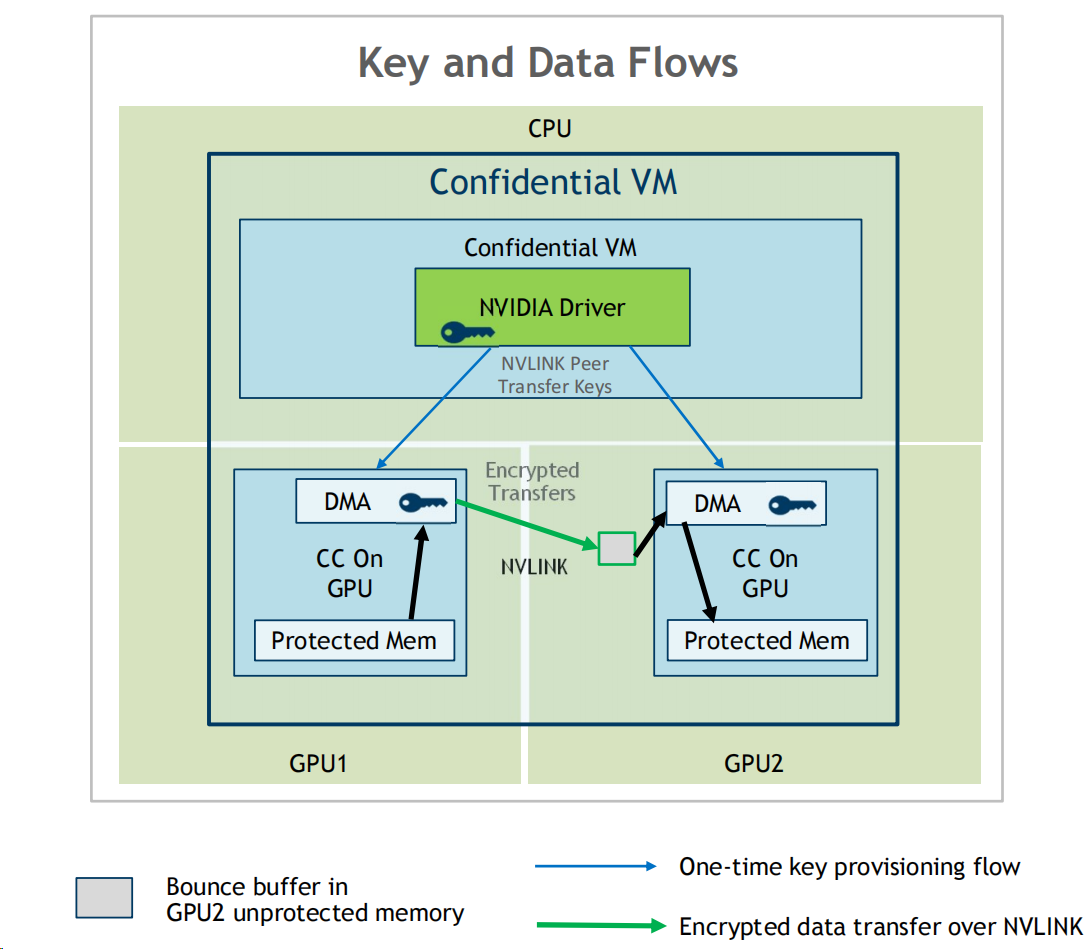 Key and Data Flows
CPU
Confidential VM
Confidential VM
NVIDIA Driver
NVLINK Peer
Transfer Keys
Encrypted
Transfers
NVLINK
DMA
CC On
GPU
Protected Mem
DMA
CC On
GPU
Protected Mem
GPU1
GPU2
Bounce buffer in
GPU2 unprotected memory
One-time key provisioning flow
Encrypted data transfer over NVLINK